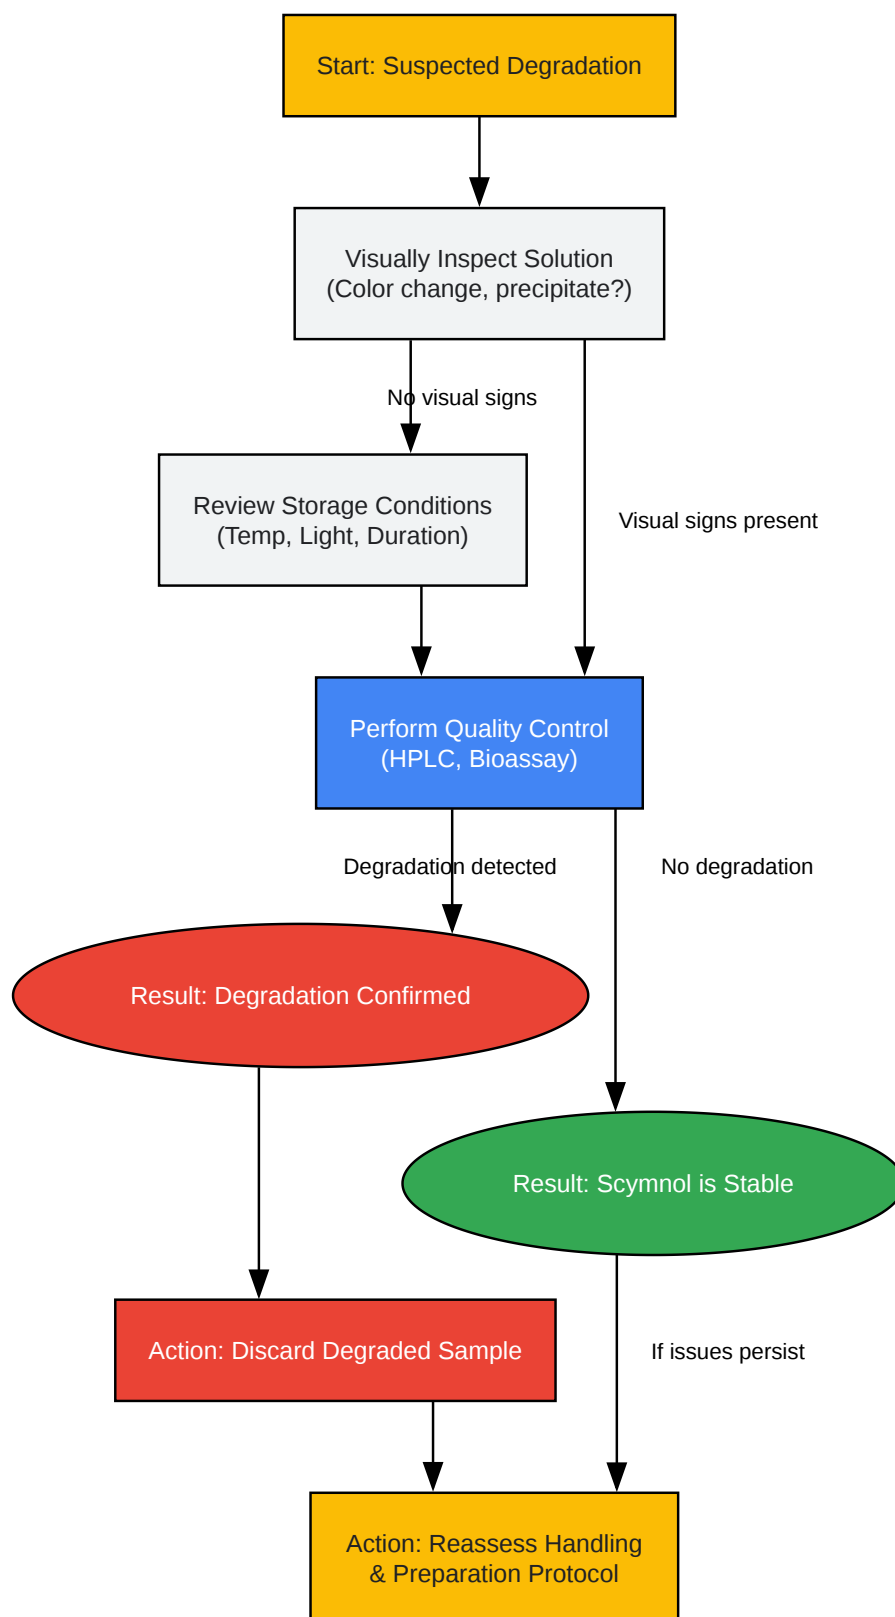 Start: Suspected Degradation
Visually Inspect Solution
(Color change, precipitate?)
No visual signs
Review Storage Conditions
(Temp, Light, Duration)
Visual signs present
Perform Quality Control
(HPLC, Bioassay)
Degradation detected
No degradation
Result: Degradation Confirmed
Result: Scymnol is Stable
Action: Discard Degraded Sample
If issues persist
Action: Reassess Handling
& Preparation Protocol